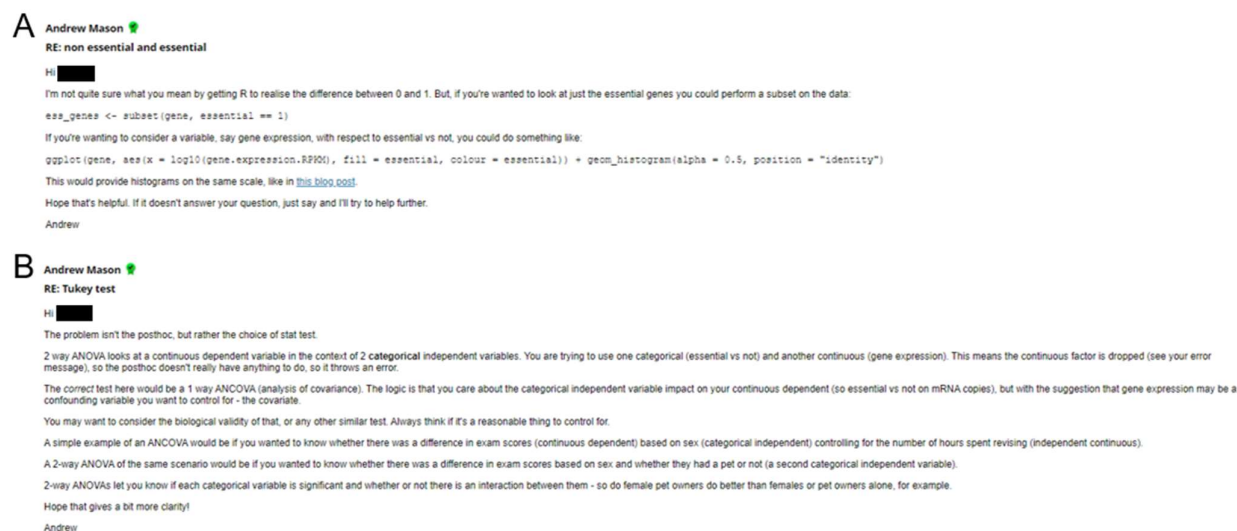 A
Andrew Mason
RE: non essential and essential
Hi
I'm not quite sure what you mean by getting R to realise the difference between 0 and 1. But, if you're wanted to look at just the essential genes you could perform a subset on the data:
ess_genes <- subset(gene, essential == 1)
If you're wanting to consider a variable, say gene expression, with respect to essential vs not, you could do something like:
ggplot(gene, aes(x = log10(gene.expression.RPKM), fill = essential, colour = essential)) + geom_histogram(alpha = 0.5, position = "identity")
This would provide histograms on the same scale, like in this blog post.
Hope that's helpful. If it doesn't answer your question, just say and I'll try to help further.
Andrew
B
Andrew Mason
RE: Tukey test
Hi
The problem isn't the posthoc, but rather the choice of stat test.
2 way ANOVA looks at a continuous dependent variable in the context of 2 categorical independent variables. You are trying to use one categorical (essential vs not) and another continuous (gene expression). This means the continuous factor is dropped (see your error
message), so the posthoc doesn't really have anything to do, so it throws an error.
The correct test here would be a 1 way ANCOVA (analysis of covariance). The logic is that you care about the categorical independent variable impact on your continuous dependent (so essential vs not on mRNA copies), but with the suggestion that gene expression may be a
confounding variable you want to control for - the covariate.
You may want to consider the biological validity of that, or any other similar test. Always think if it's a reasonable thing to control for.
A simple example of an ANCOVA would be if you wanted to know whether there was a difference in exam scores (continuous dependent) based on sex (categorical independent) controlling for the number of hours spent revising (independent continuous).
A 2-way ANOVA of the same scenario would be if you wanted to know whether there was a difference in exam scores based on sex and whether they had a pet or not (a second categorical independent variable).
2-way ANOVAs let you know if each categorical variable is significant and whether or not there is an interaction between them - so do female pet owners do better than females or pet owners alone, for example.
Hope that gives a bit more clarity!
Andrew